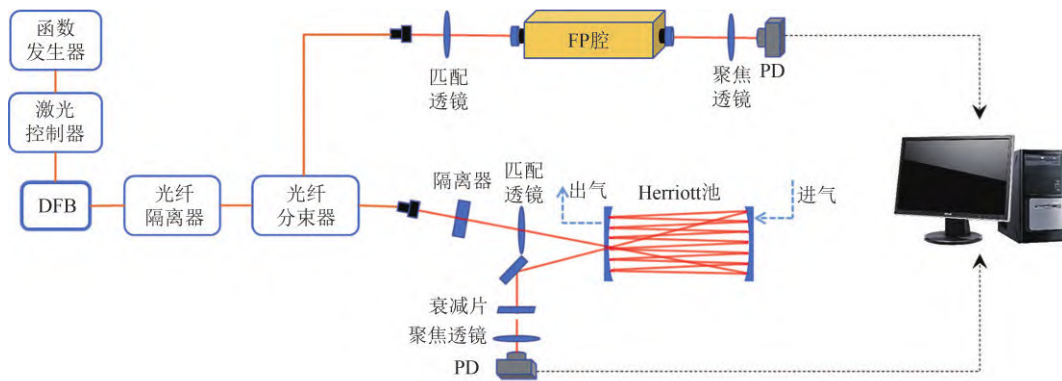 函数
发生器
激光
控制器
DFB
光纤
隔离器
光纤
分束器
匹配
透镜
FP腔
聚焦
透镜
PD
隔离器
匹配
透镜
出气
Herriott池
进气
衰减片
聚焦透镜
PD